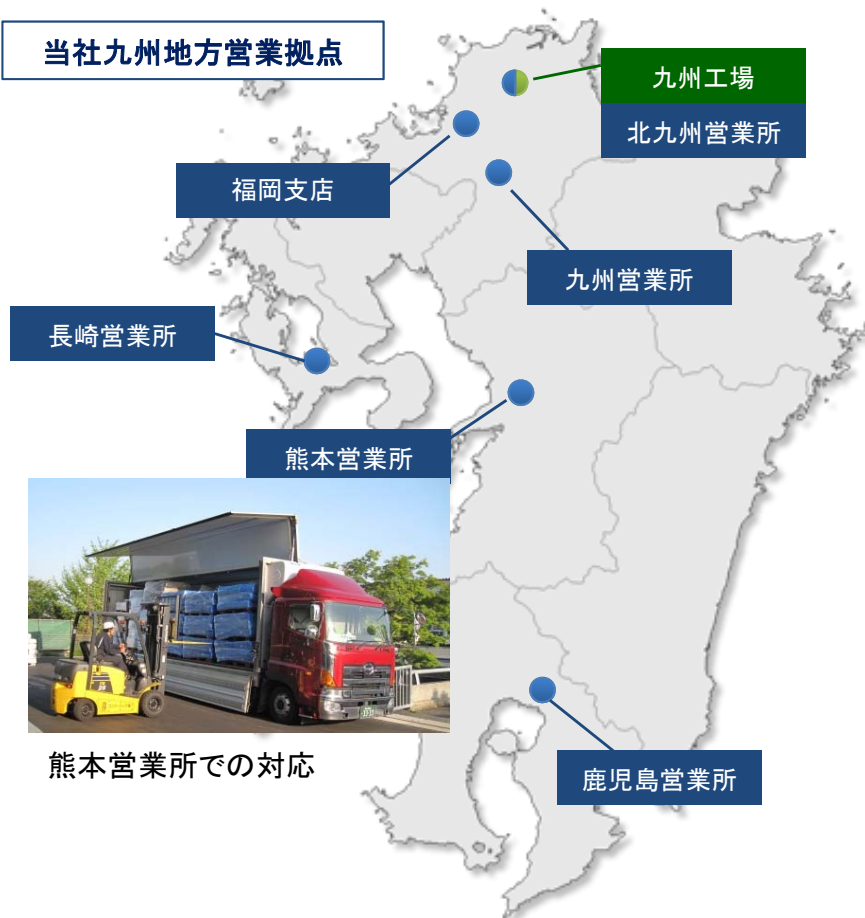 当社九州地方営業拠点
九州工場
北九州営業所
福岡支店
九州営業所
長崎営業所
熊本営業所
熊本営業所での対応
鹿児島営業所